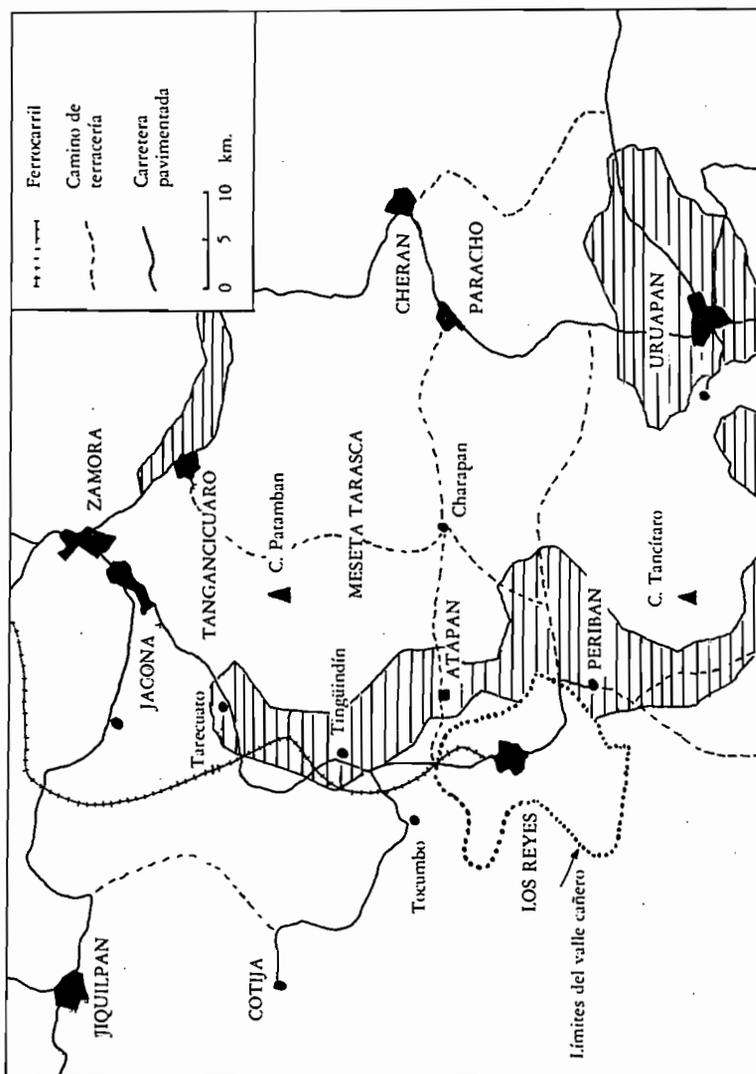 Ferrocarril
Camino de
terracería
Carretera
pavimentada
0 5 10 km.
ZAMORA
JACONA
TANGANCICUARO
C. Patamban
MESETA TARASCA
CHERAN
PARACHO
Charapan
JIQUILPAN
COTIJA
Tarecuato
Tingüindín
ATAPAN
Tocumbo
LOS REYES
Límites del valle cañero
PERIBAN
C. Tancítaro
URUAPAN